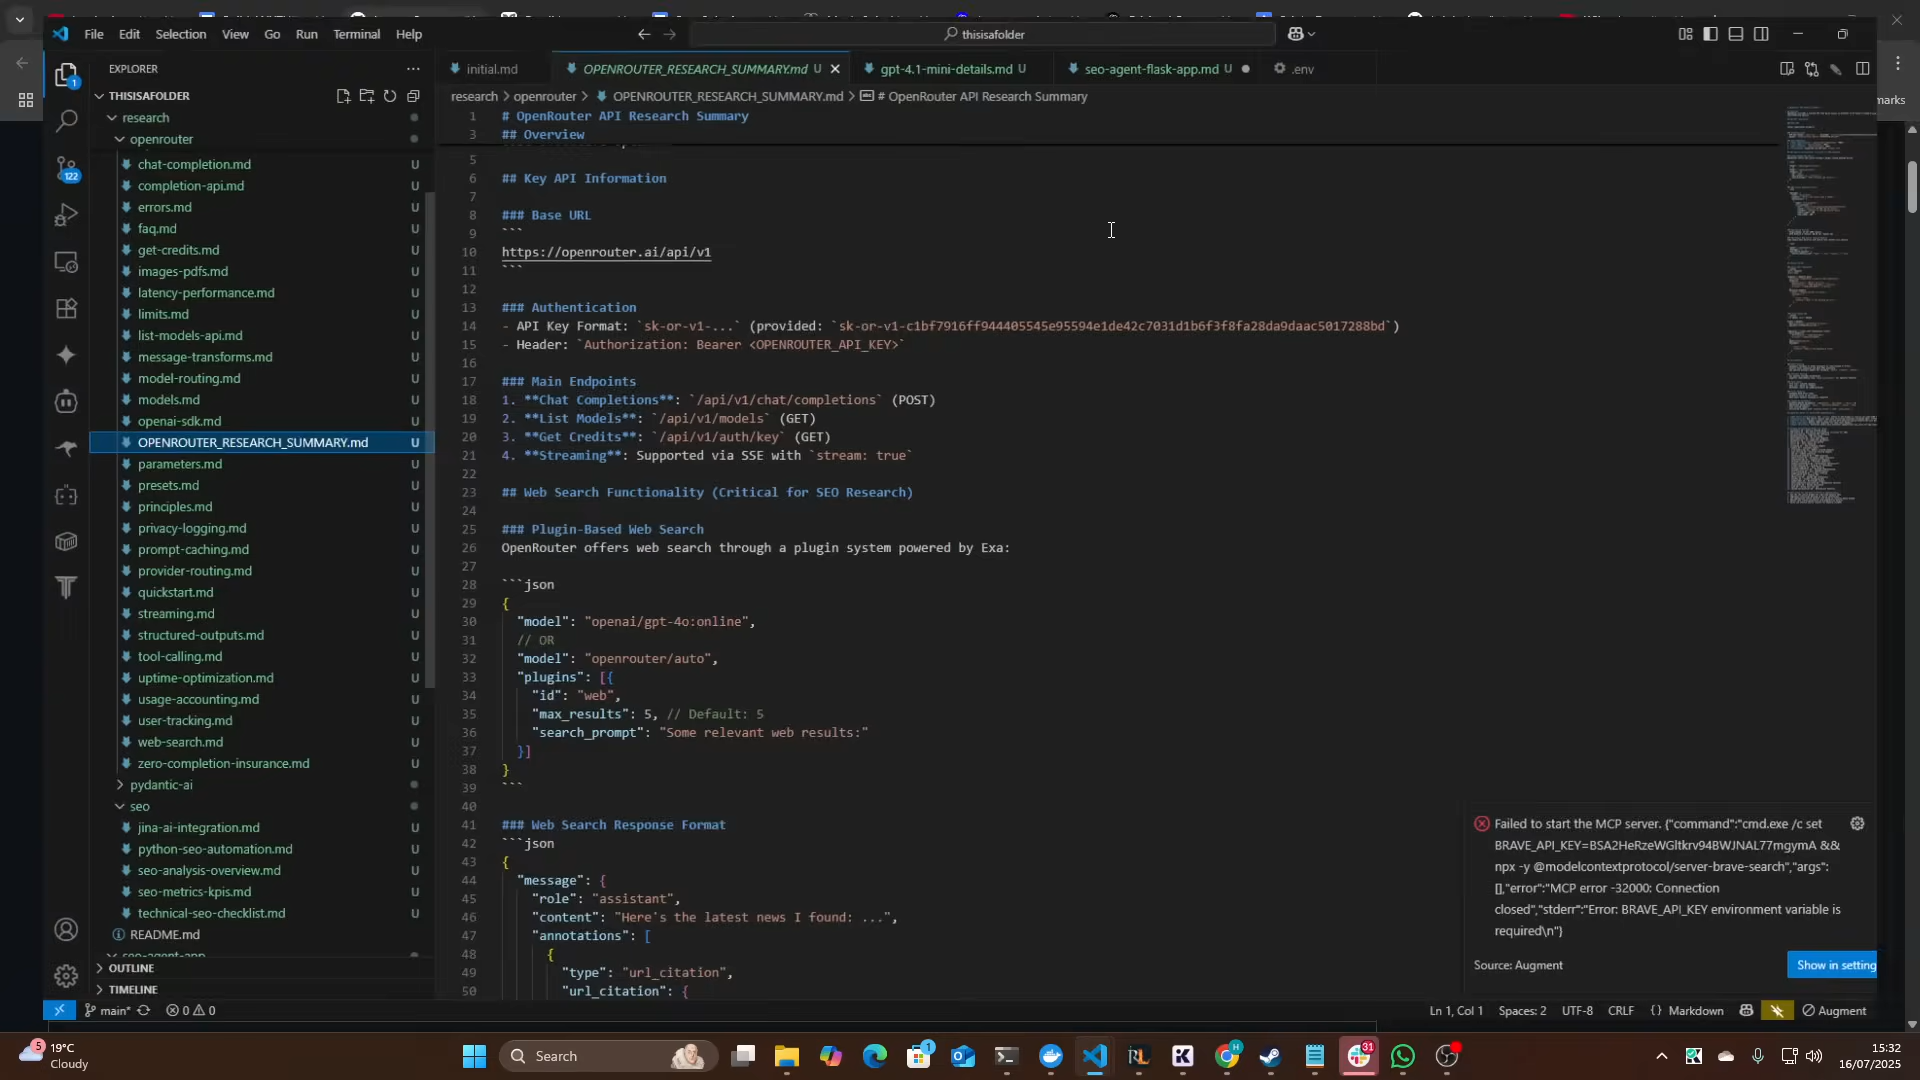 File Edit Selection View Go Run Terminal Help
thisisafolder
EXPLORER
initial.md
OPENROUTER_RESEARCH_SUMMARY.md U
gpt-4.1-mini-details.md U
seo-agent-flask-app.md U
.env
THISISAFOLDER
research > openrouter > OPENROUTER_RESEARCH_SUMMARY.md > # OpenRouter API Research Summary
marks
research
openrouter
chat-completion.md U
completion-api.md U
errors.md U
faq.md U
get-credits.md U
images-pdfs.md U
latency-performance.md U
limits.md U
list-models-api.md U
message-transforms.md U
model-routing.md U
models.md U
openai-sdk.md U
OPENROUTER_RESEARCH_SUMMARY.md U
parameters.md U
presets.md U
principles.md U
privacy-logging.md U
prompt-caching.md U
provider-routing.md U
quickstart.md U
streaming.md U
structured-outputs.md U
tool-calling.md U
uptime-optimization.md U
usage-accounting.md U
user-tracking.md U
web-search.md U
zero-completion-insurance.md U
pydantic-ai
seo
jina-ai-integration.md U
python-seo-automation.md U
seo-analysis-overview.md U
seo-metrics-kpis.md U
technical-seo-checklist.md U
README.md U
seo-agent-app
OUTLINE
TIMELINE
1
122
1 # OpenRouter API Research Summary
3 ## Overview
5
6 ## Key API Information
7
8 ### Base URL
9 ```
10 https://openrouter.ai/api/v1
11 ```
12
13 ### Authentication
14 - API Key Format: `sk-or-v1-...` (provided: `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`)
15 - Header: `Authorization: Bearer <OPENROUTER_API_KEY>`
16
17 ### Main Endpoints
18 1. **Chat Completions**: `/api/v1/chat/completions` (POST)
19 2. **List Models**: `/api/v1/models` (GET)
20 3. **Get Credits**: `/api/v1/auth/key` (GET)
21 4. **Streaming**: Supported via SSE with `stream: true`
22
23 ## Web Search Functionality (Critical for SEO Research)
24
25 ### Plugin-Based Web Search
26 OpenRouter offers web search through a plugin system powered by Exa:
27
28 ```json
29 {
30 "model": "openai/gpt-4o:online",
31 // OR
32 "model": "openrouter/auto",
33 "plugins": [{
34 "id": "web",
35 "max_results": 5, // Default: 5
36 "search_prompt": "Some relevant web results:"
37 }]
38 }
39 ```
40
41 ### Web Search Response Format
42 ```json
43 {
44 "message": {
45 "role": "assistant",
46 "content": "Here's the latest news I found: ...",
47 "annotations": [
48 {
49 "type": "url_citation",
50 "url_citation": {
Failed to start the MCP server. {"command":"cmd.exe /c set
BRAVE_API_KEY=BSA2HeRzeWGltkrv94BWJNAL77mgymA &&
npx -y @modelcontextprotocol/server-brave-search","args":
[],"error":"MCP error -32000: Connection
closed","stderr":"Error: BRAVE_API_KEY environment variable is
required\n"}
Source: Augment
Show in setting
main* 0 0
Ln 1, Col 1 Spaces: 2 UTF-8 CRLF {} Markdown Augment
5
19°C
Cloudy
Search
1
H
31
15:32
16/07/2025